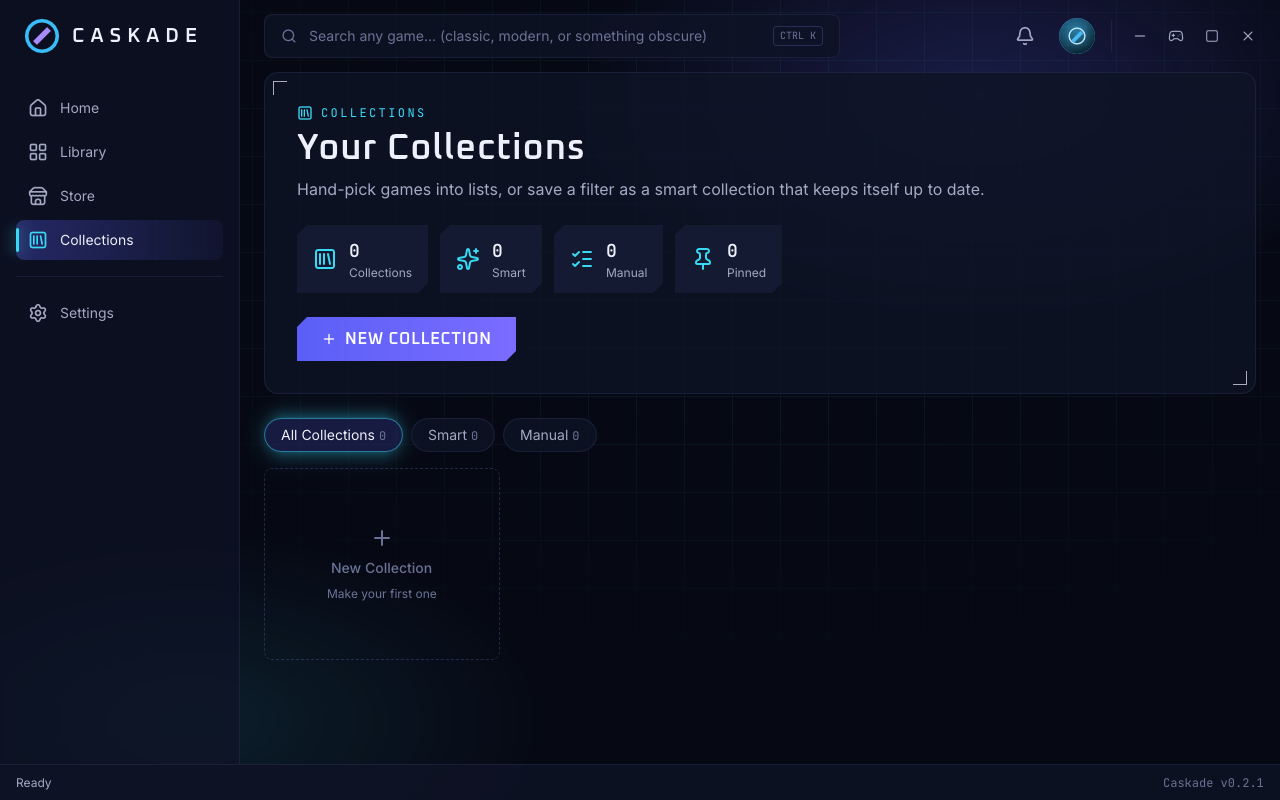 CASKADE
Search any game... (classic, modern, or something obscure)
CTRL K
Home
Library
Store
Collections
Settings
COLLECTIONS
Your Collections
Hand-pick games into lists, or save a filter as a smart collection that keeps itself up to date.
0
Collections
0
Smart
0
Manual
0
Pinned
+ NEW COLLECTION
All Collections 0
Smart 0
Manual 0
New Collection
Make your first one
Ready
Caskade v0.2.1